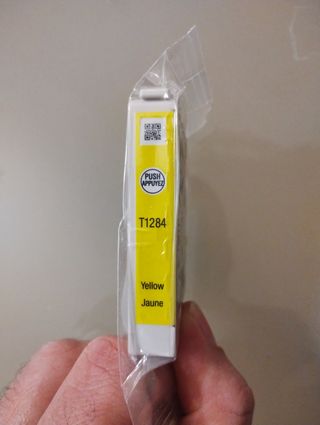 PUSH
APPUYEZ
T1284
Yellow
Jaune